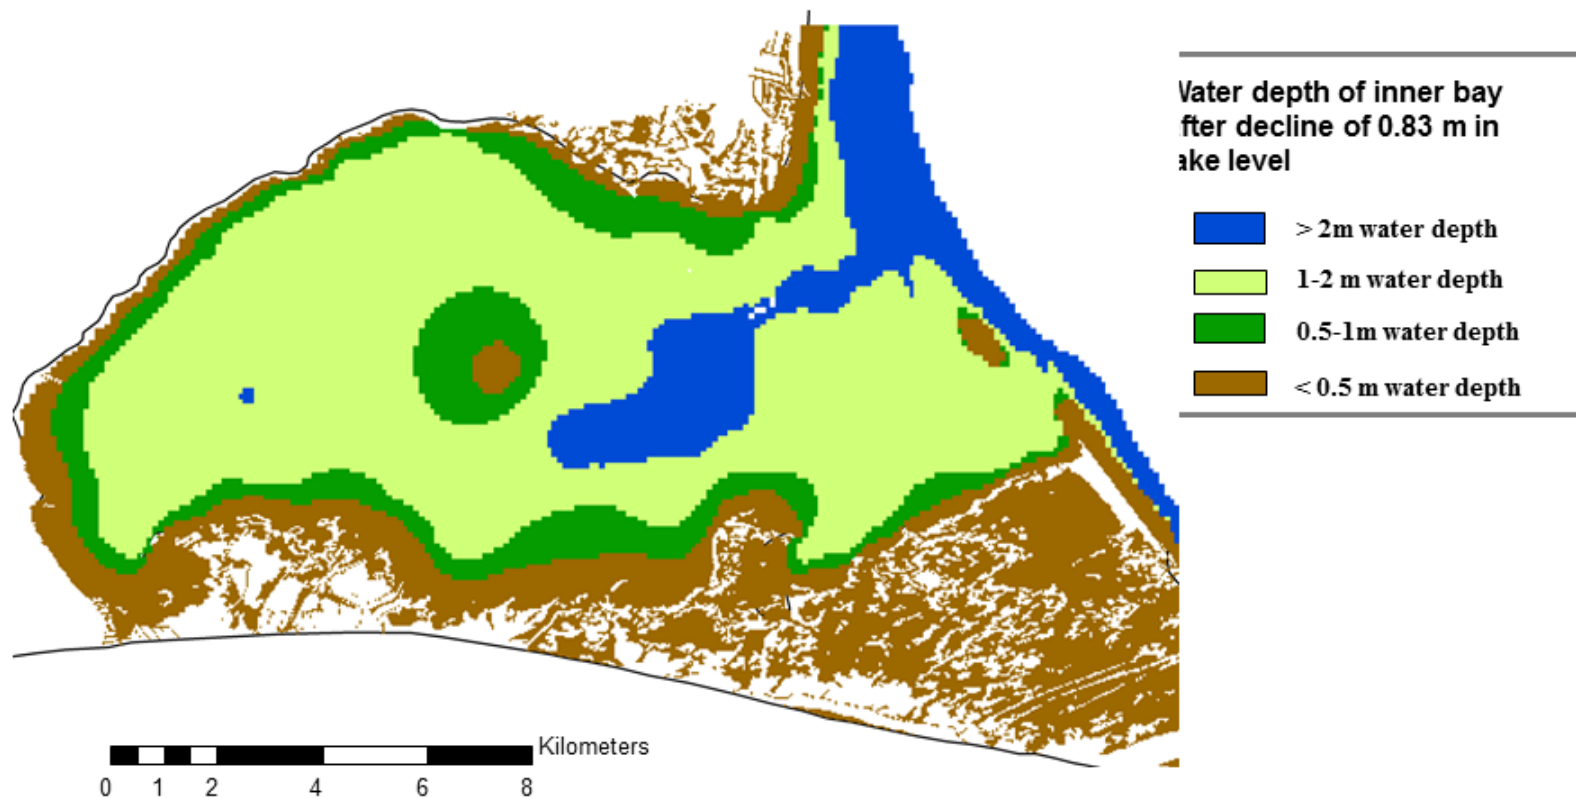 Water depth of inner bay
fter decline of 0.83 m in
ake level
> 2m water depth
1-2 m water depth
0.5-1m water depth
< 0.5 m water depth
Kilometers
0 1 2 4 6 8